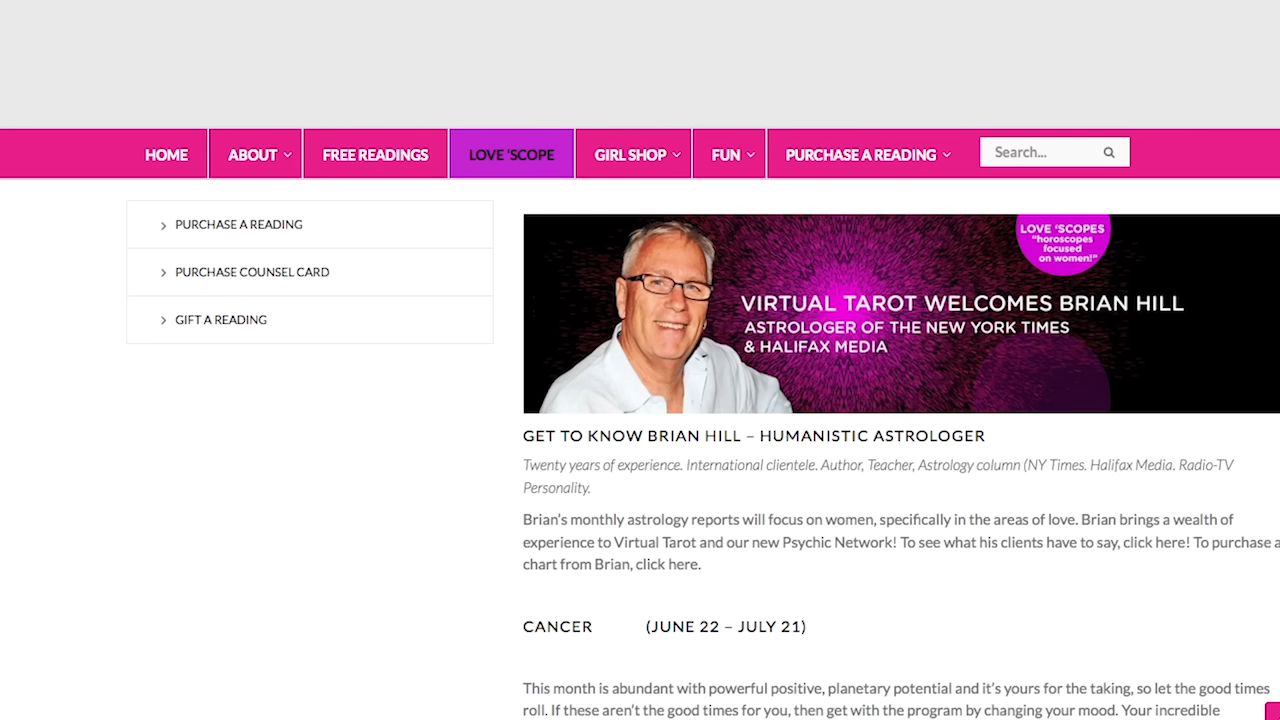 HOME ABOUT FREE READINGS LOVE 'SCOPE GIRL SHOP FUN PURCHASE A READING Search...
PURCHASE A READING
PURCHASE COUNSEL CARD
GIFT A READING
LOVE 'SCOPES
"horoscopes
focused
on women!"
VIRTUAL TAROT WELCOMES BRIAN HILL
ASTROLOGER OF THE NEW YORK TIMES
& HALIFAX MEDIA
GET TO KNOW BRIAN HILL – HUMANISTIC ASTROLOGER
Twenty years of experience. International clientele. Author, Teacher, Astrology column (NY Times. Halifax Media. Radio-TV
Personality.
Brian's monthly astrology reports will focus on women, specifically in the areas of love. Brian brings a wealth of
experience to Virtual Tarot and our new Psychic Network! To see what his clients have to say, click here! To purchase a
chart from Brian, click here.
CANCER (JUNE 22 – JULY 21)
This month is abundant with powerful positive, planetary potential and it's yours for the taking, so let the good times
roll. If these aren't the good times for you, then get with the program by changing your mood. Your incredible